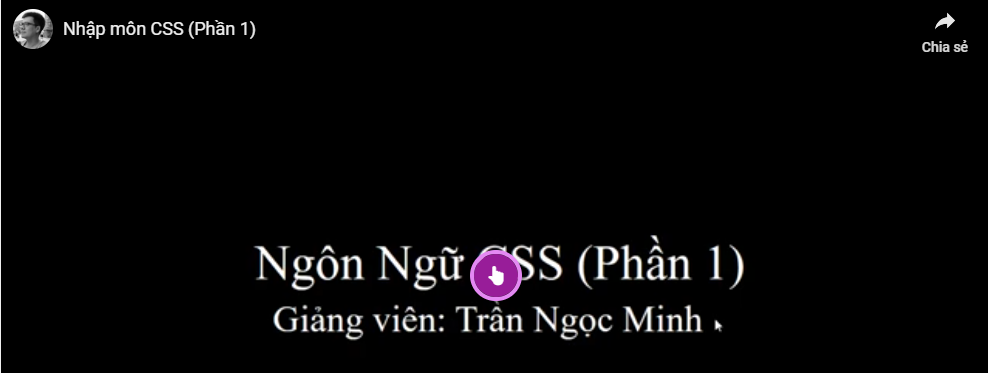 Nhập môn CSS (Phần 1)
Chia sẻ
Ngôn Ngữ CSS (Phần 1)
Giảng viên: Trần Ngọc Minh